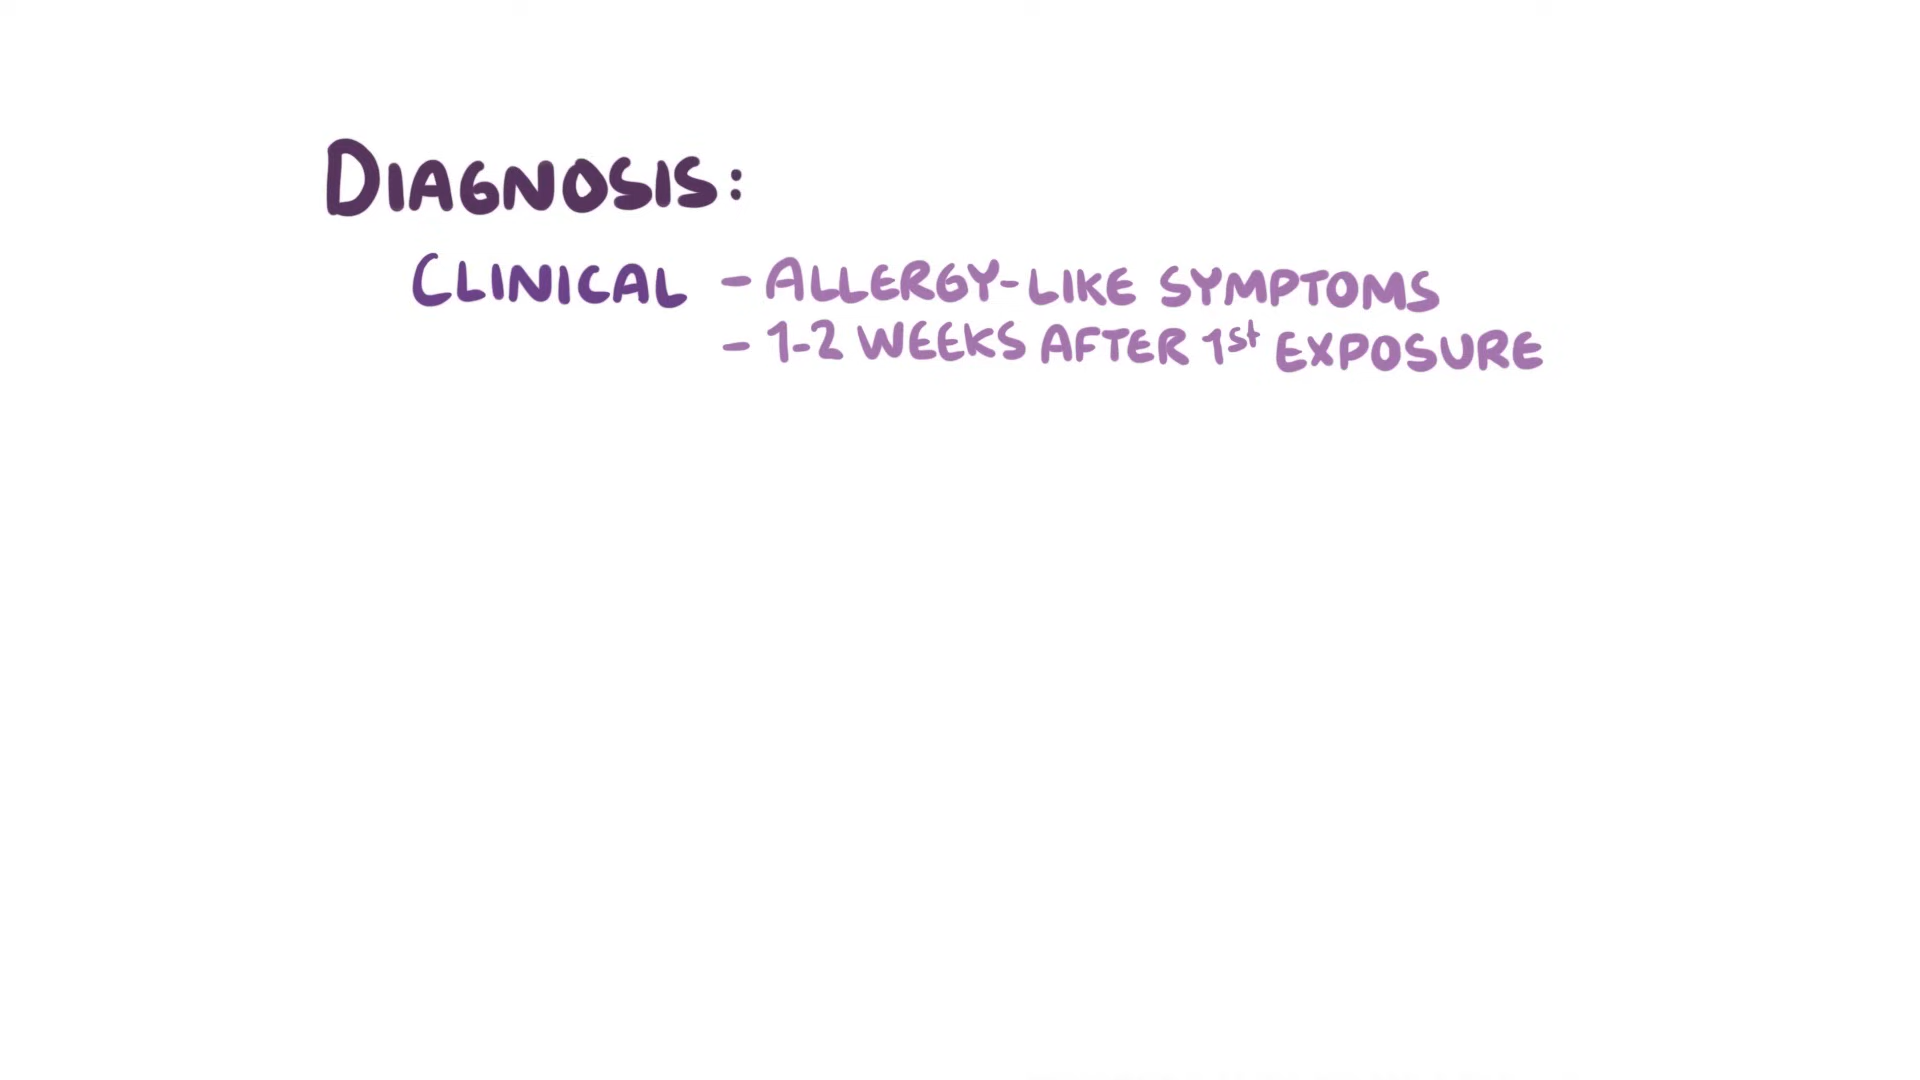 DIAGNOSIS:
CLINICAL - ALLERGY-LIKE SYMPTOMS
- 1-2 WEEKS AFTER 1st EXPOSURE